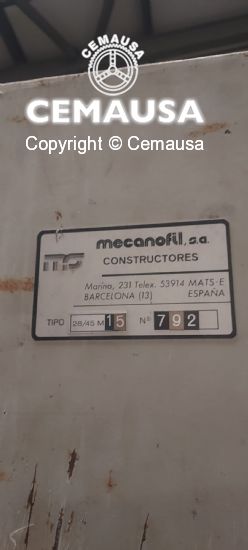 CEMAUSA
CEMAUSA
Copyright © Cemausa
mecanofil, s.a.
MG CONSTRUCTORES
Marina, 231 Telex. 53914 MATS-E
BARCELONA (13) ESPAÑA
TIPO 28/45 M 15 Nº 792